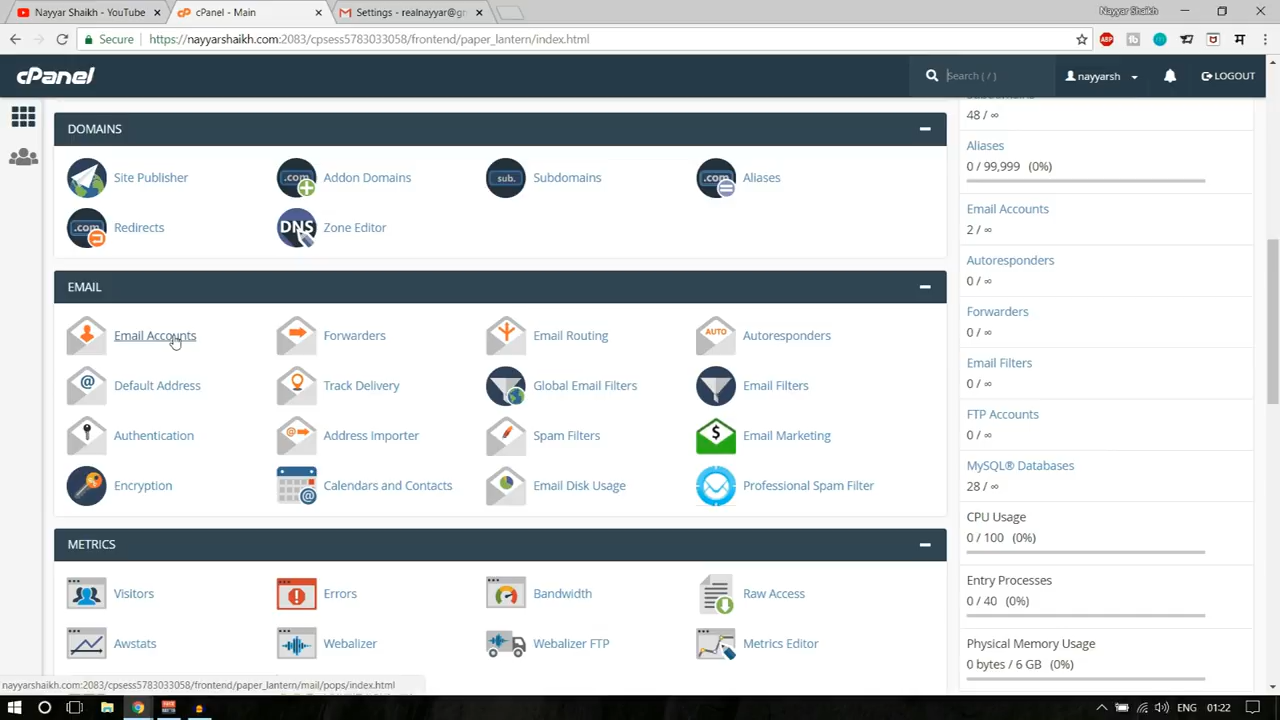 Nayyar Shaikh - YouTube
cPanel - Main
Settings - realnayyar@gm
Nayyar Shaikh
Secure
https://nayyarshaikh.com:2083/cpsess5783033058/frontend/paper_lantern/index.html
cPanel
Search ( / )
nayyarsh
LOGOUT
DOMAINS
Site Publisher
Addon Domains
Subdomains
Aliases
Redirects
Zone Editor
EMAIL
Email Accounts
Forwarders
Email Routing
Autoresponders
Default Address
Track Delivery
Global Email Filters
Email Filters
Authentication
Address Importer
Spam Filters
Email Marketing
Encryption
Calendars and Contacts
Email Disk Usage
Professional Spam Filter
METRICS
Visitors
Errors
Bandwidth
Raw Access
Awstats
Webalizer
Webalizer FTP
Metrics Editor
Subdomains
48 / ∞
Aliases
0 / 99,999 (0%)
Email Accounts
2 / ∞
Autoresponders
0 / ∞
Forwarders
0 / ∞
Email Filters
0 / ∞
FTP Accounts
0 / ∞
MySQL® Databases
28 / ∞
CPU Usage
0 / 100 (0%)
Entry Processes
0 / 40 (0%)
Physical Memory Usage
0 bytes / 6 GB (0%)
nayyarshaikh.com:2083/cpsess5783033058/frontend/paper_lantern/mail/pops/index.html
ENG
01:22